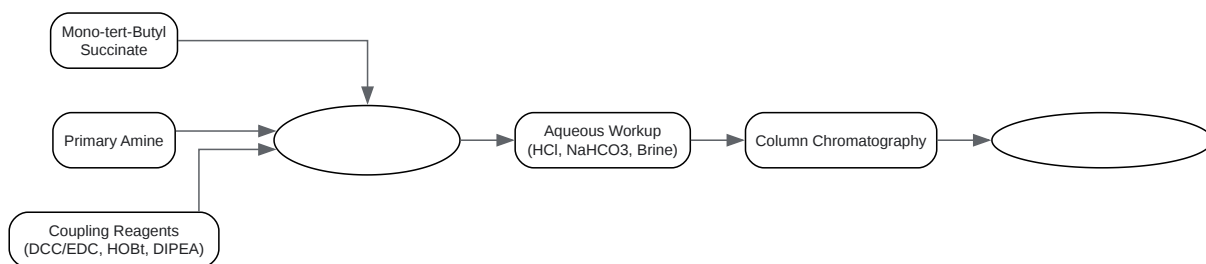 Mono-tert-Butyl
Succinate
Primary Amine
Coupling Reagents
(DCC/EDC, HOBt, DIPEA)
Aqueous Workup
(HCl, NaHCO3, Brine)
Column Chromatography